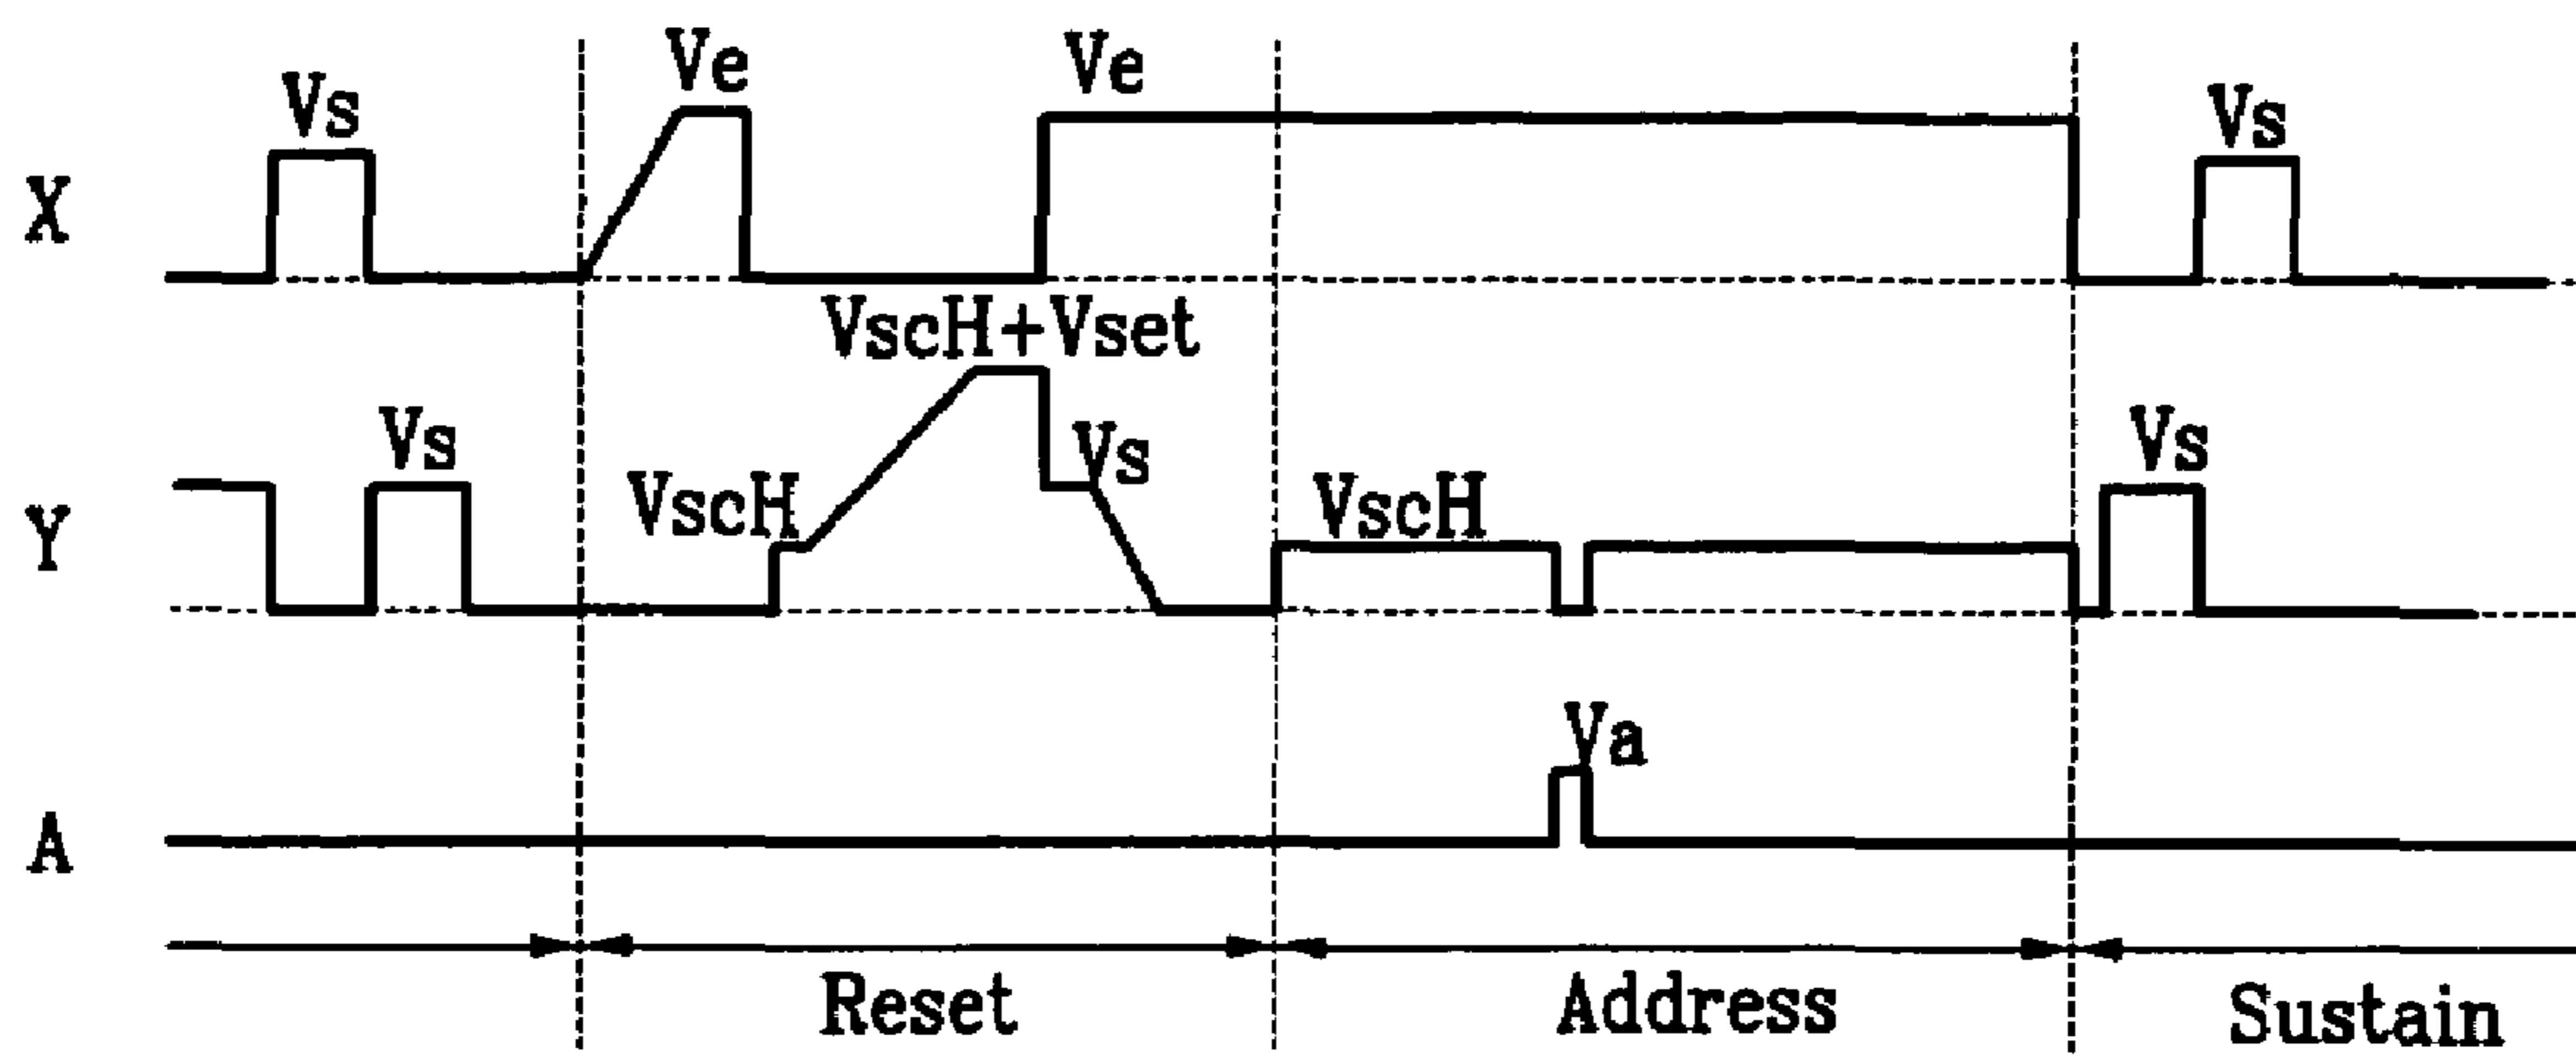 Ve Ve
Vs Vs
X
VscH+Vset
Vs Vs Vs
VscH VscH
Y
Va
A
Reset Address Sustain